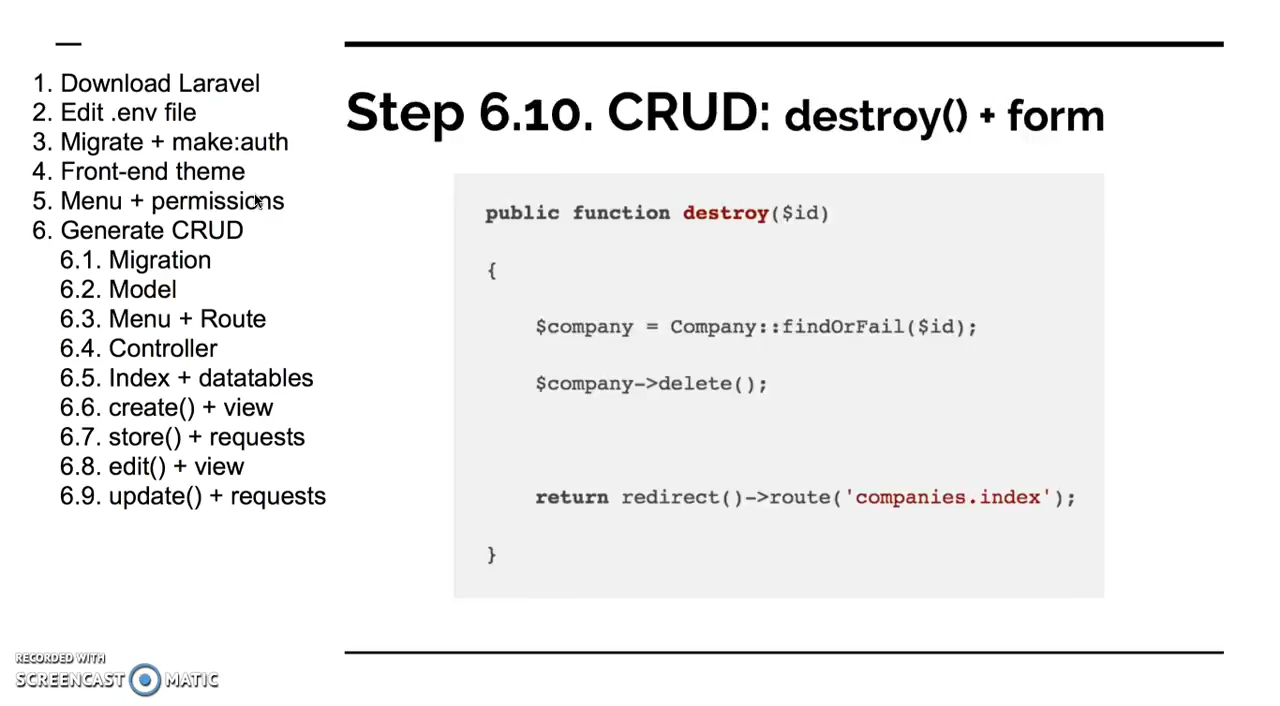 1. Download Laravel
2. Edit .env file
3. Migrate + make:auth
4. Front-end theme
5. Menu + permissions
6. Generate CRUD
6.1. Migration
6.2. Model
6.3. Menu + Route
6.4. Controller
6.5. Index + datatables
6.6. create() + view
6.7. store() + requests
6.8. edit() + view
6.9. update() + requests
Step 6.10. CRUD: destroy() + form
public function destroy($id)
{
$company = Company::findOrFail($id);
$company->delete();
return redirect()->route('companies.index');
}
RECORDED WITH
SCREENCAST MATIC